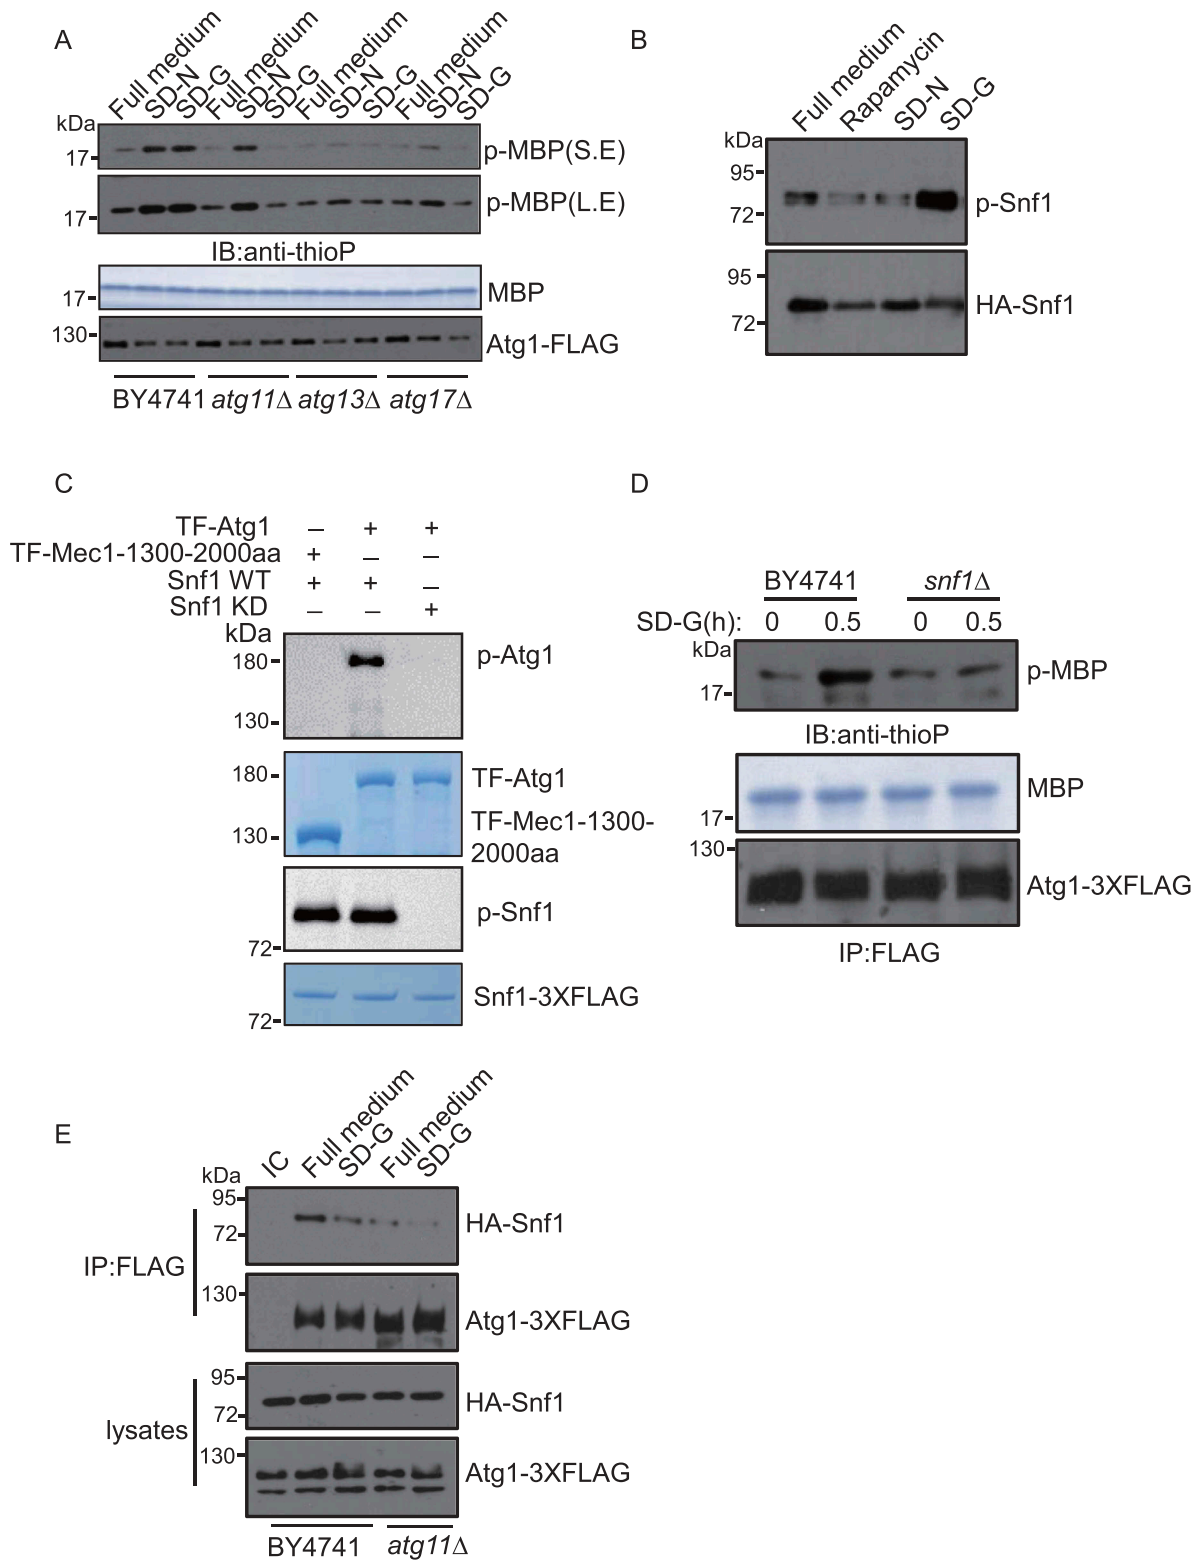 A
Full medium
SD-N
SD-G
Full medium
SD-N
SD-G
Full medium
SD-N
SD-G
Full medium
SD-N
SD-G
kDa
17
p-MBP(S.E)
17
p-MBP(L.E)
IB:anti-thioP
17
MBP
130
Atg1-FLAG
BY4741 atg11Δ atg13Δ atg17Δ
B
Full medium
Rapamycin
SD-N
SD-G
kDa
95
72
p-Snf1
95
72
HA-Snf1
C
TF-Atg1 – + +
TF-Mec1-1300-2000aa + – –
Snf1 WT + + –
Snf1 KD – – +
kDa
180
130
p-Atg1
180
TF-Atg1
130
TF-Mec1-1300-
2000aa
p-Snf1
72
Snf1-3XFLAG
72
D
BY4741 snf1Δ
SD-G(h): 0 0.5 0 0.5
kDa
p-MBP
17
IB:anti-thioP
MBP
17
130
Atg1-3XFLAG
IP:FLAG
E
IC
Full medium
SD-G
Full medium
SD-G
kDa
95
72
HA-Snf1
IP:FLAG
130
Atg1-3XFLAG
95
72
HA-Snf1
lysates
130
Atg1-3XFLAG
BY4741 atg11Δ